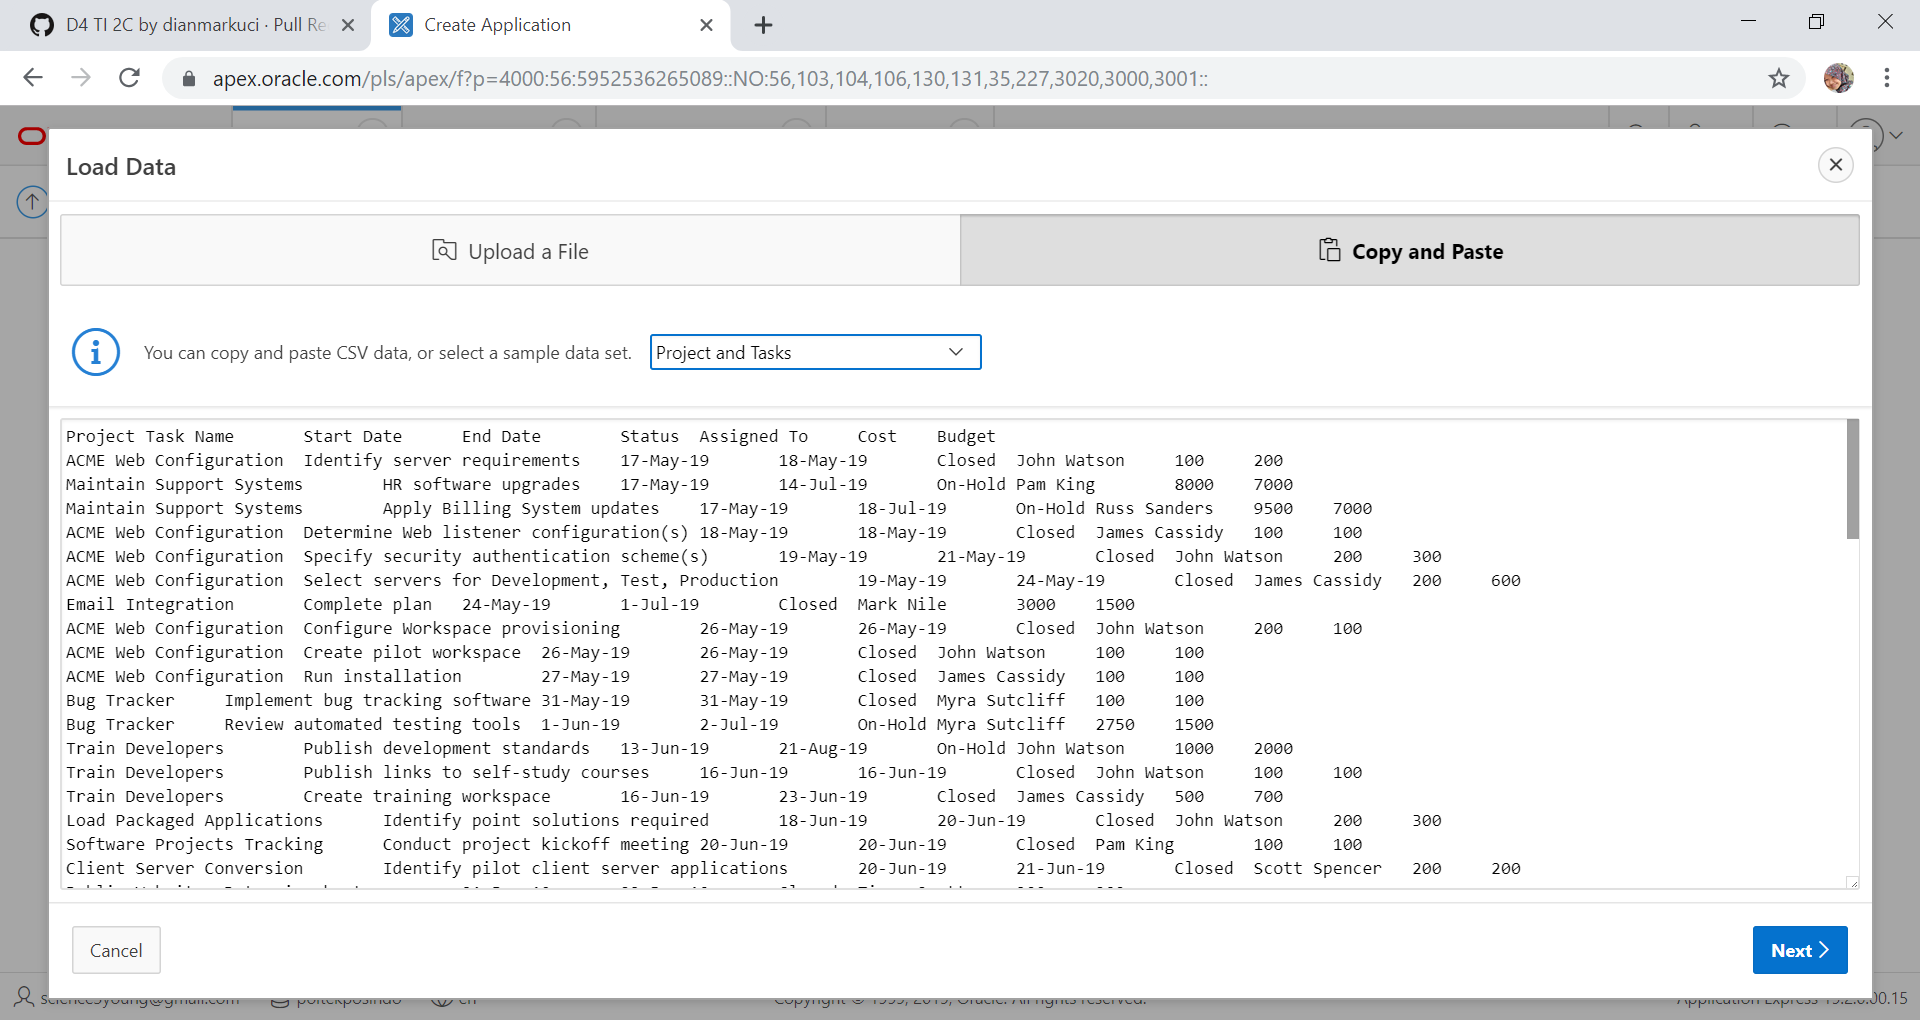 D4 TI 2C by dianmarkuci · Pull Re
Create Application
apex.oracle.com/pls/apex/f?p=4000:56:5952536265089::NO:56,103,104,106,130,131,35,227,3020,3000,3001::
Load Data
Upload a File
Copy and Paste
You can copy and paste CSV data, or select a sample data set.
Project and Tasks
Project Task Name Start Date End Date Status Assigned To Cost Budget
ACME Web Configuration Identify server requirements 17-May-19 18-May-19 Closed John Watson 100 200
Maintain Support Systems HR software upgrades 17-May-19 14-Jul-19 On-Hold Pam King 8000 7000
Maintain Support Systems Apply Billing System updates 17-May-19 18-Jul-19 On-Hold Russ Sanders 9500 7000
ACME Web Configuration Determine Web listener configuration(s) 18-May-19 18-May-19 Closed James Cassidy 100 100
ACME Web Configuration Specify security authentication scheme(s) 19-May-19 21-May-19 Closed John Watson 200 300
ACME Web Configuration Select servers for Development, Test, Production 19-May-19 24-May-19 Closed James Cassidy 200 600
Email Integration Complete plan 24-May-19 1-Jul-19 Closed Mark Nile 3000 1500
ACME Web Configuration Configure Workspace provisioning 26-May-19 26-May-19 Closed John Watson 200 100
ACME Web Configuration Create pilot workspace 26-May-19 26-May-19 Closed John Watson 100 100
ACME Web Configuration Run installation 27-May-19 27-May-19 Closed James Cassidy 100 100
Bug Tracker Implement bug tracking software 31-May-19 31-May-19 Closed Myra Sutcliff 100 100
Bug Tracker Review automated testing tools 1-Jun-19 2-Jul-19 On-Hold Myra Sutcliff 2750 1500
Train Developers Publish development standards 13-Jun-19 21-Aug-19 On-Hold John Watson 1000 2000
Train Developers Publish links to self-study courses 16-Jun-19 16-Jun-19 Closed John Watson 100 100
Train Developers Create training workspace 16-Jun-19 23-Jun-19 Closed James Cassidy 500 700
Load Packaged Applications Identify point solutions required 18-Jun-19 20-Jun-19 Closed John Watson 200 300
Software Projects Tracking Conduct project kickoff meeting 20-Jun-19 20-Jun-19 Closed Pam King 100 100
Client Server Conversion Identify pilot client server applications 20-Jun-19 21-Jun-19 Closed Scott Spencer 200 200
Cancel
Next
poltekposindo
en
Copyright © 1999, 2019, Oracle. All rights reserved.